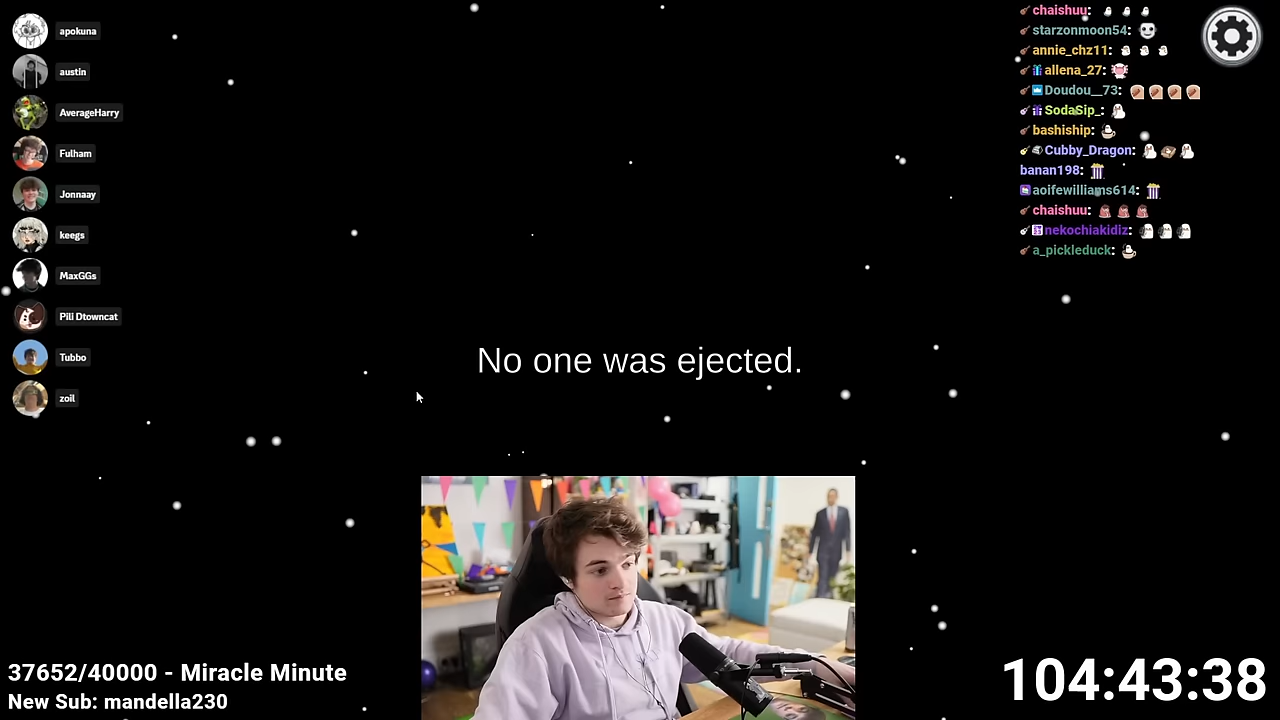 apokuna
austin
AverageHarry
Fulham
Jonnaay
keegs
MaxGGs
Pili Dtowncat
Tubbo
zoil
chaishuu:
starzonmoon54:
annie_chz11:
allena_27:
Doudou__73:
SodaSip_:
bashiship:
Cubby_Dragon:
banan198:
aoifewilliams614:
chaishuu:
nekochiakidiz:
a_pickleduck:
No one was ejected.
37652/40000 - Miracle Minute
New Sub: mandella230
104:43:38